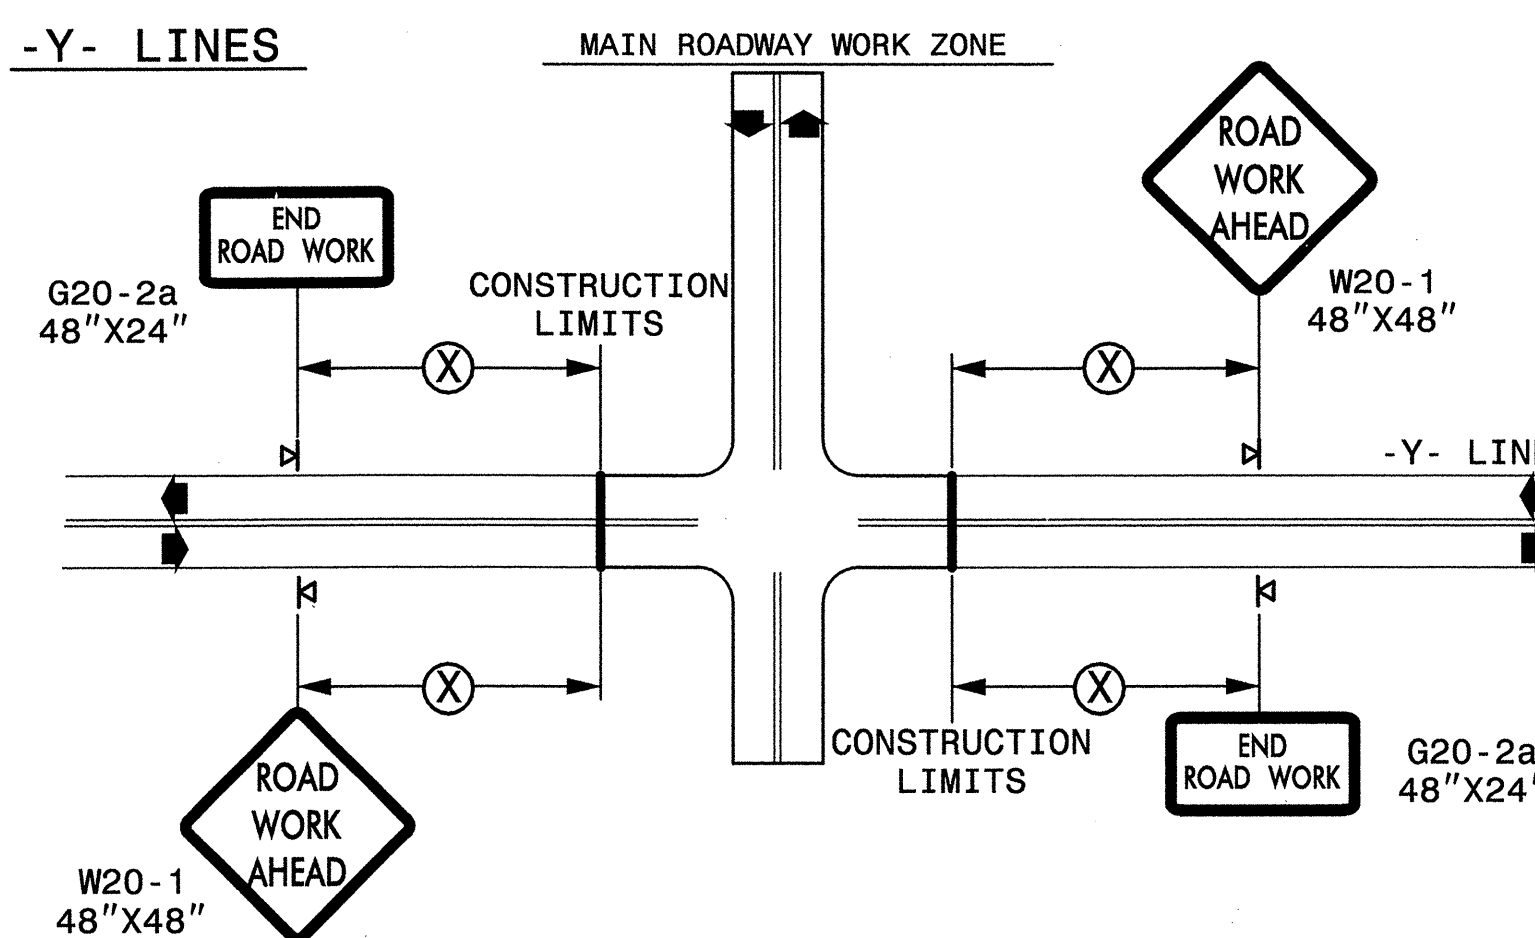 -Y- LINES
MAIN ROADWAY WORK ZONE
ROAD
WORK
AHEAD
END
ROAD WORK
G20-2a
48"X24"
CONSTRUCTION
LIMITS
W20-1
48"X48"
X
X
-Y- LIN
X
X
CONSTRUCTION
LIMITS
END
ROAD WORK
G20-2a
48"X24"
ROAD
WORK
AHEAD
W20-1
48"X48"